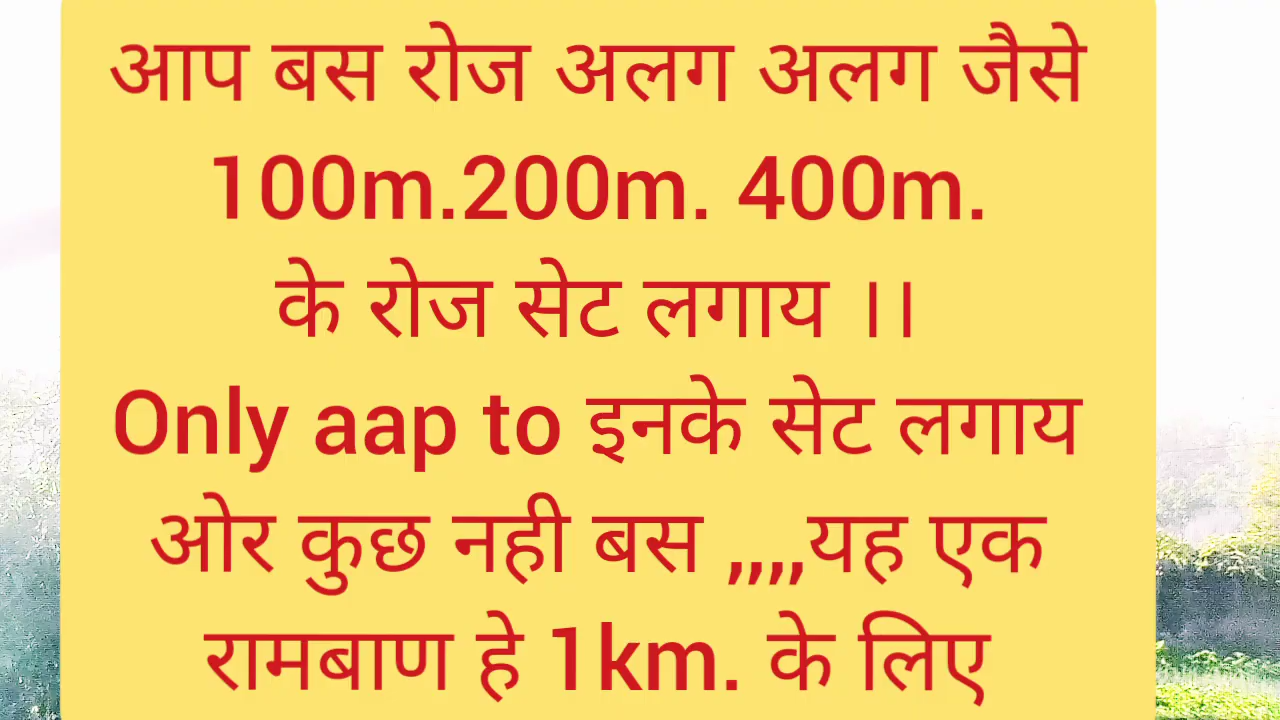 आप बस रोज अलग अलग जैसे
100m.200m. 400m.
के रोज सेट लगाय ।।
Only aap to इनके सेट लगाय
ओर कुछ नही बस ,,,,यह एक
रामबाण हे 1km. के लिए